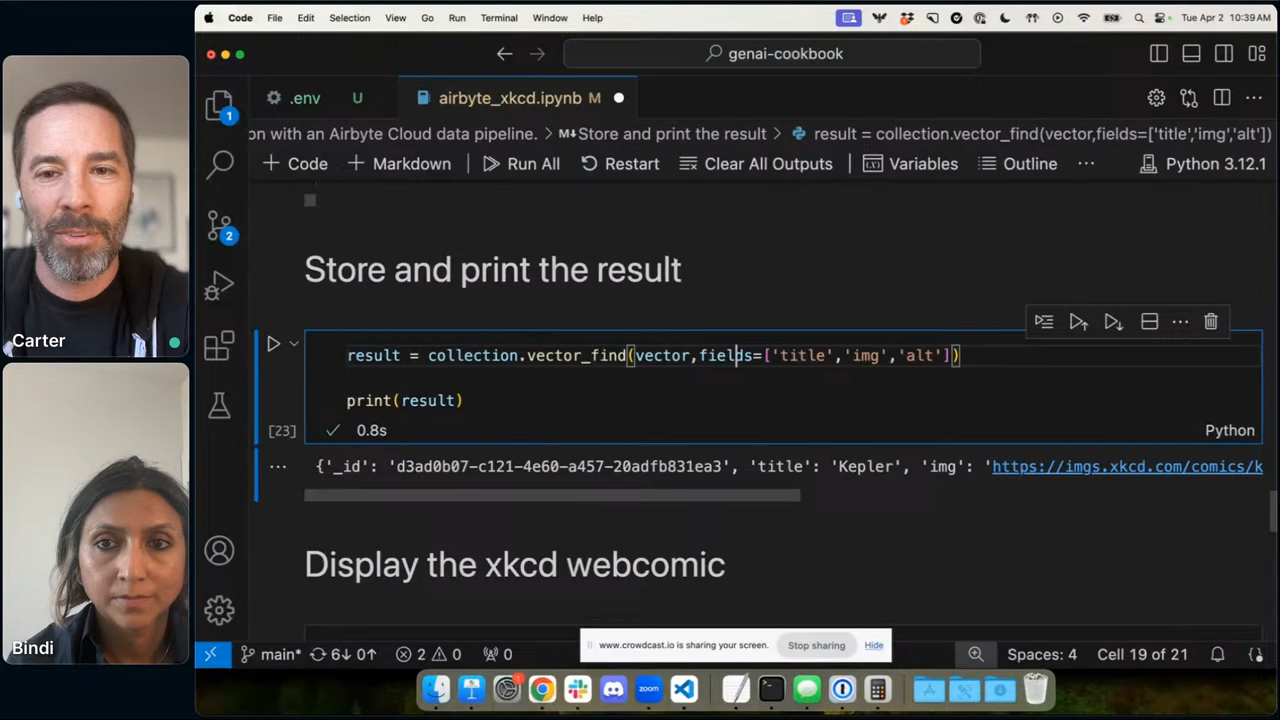 Code File Edit Selection View Go Run Terminal Window Help Tue Apr 2 10:39 AM
genai-cookbook
.env U airbyte_xkcd.ipynb M
on with an Airbyte Cloud data pipeline. > M↓Store and print the result > result = collection.vector_find(vector,fields=['title','img','alt'])
+ Code + Markdown Run All Restart Clear All Outputs Variables Outline ... Python 3.12.1
1
2
Store and print the result
result = collection.vector_find(vector,fields=['title','img','alt'])
print(result)
[23] 0.8s Python
... {'_id': 'd3ad0b07-c121-4e60-a457-20adfb831ea3', 'title': 'Kepler', 'img': 'https://imgs.xkcd.com/comics/k
Display the xkcd webcomic
Carter
Bindi
www.crowdcast.io is sharing your screen. Stop sharing Hide
main* 6↓ 0↑ 2 0 0 Spaces: 4 Cell 19 of 21
1
zoom